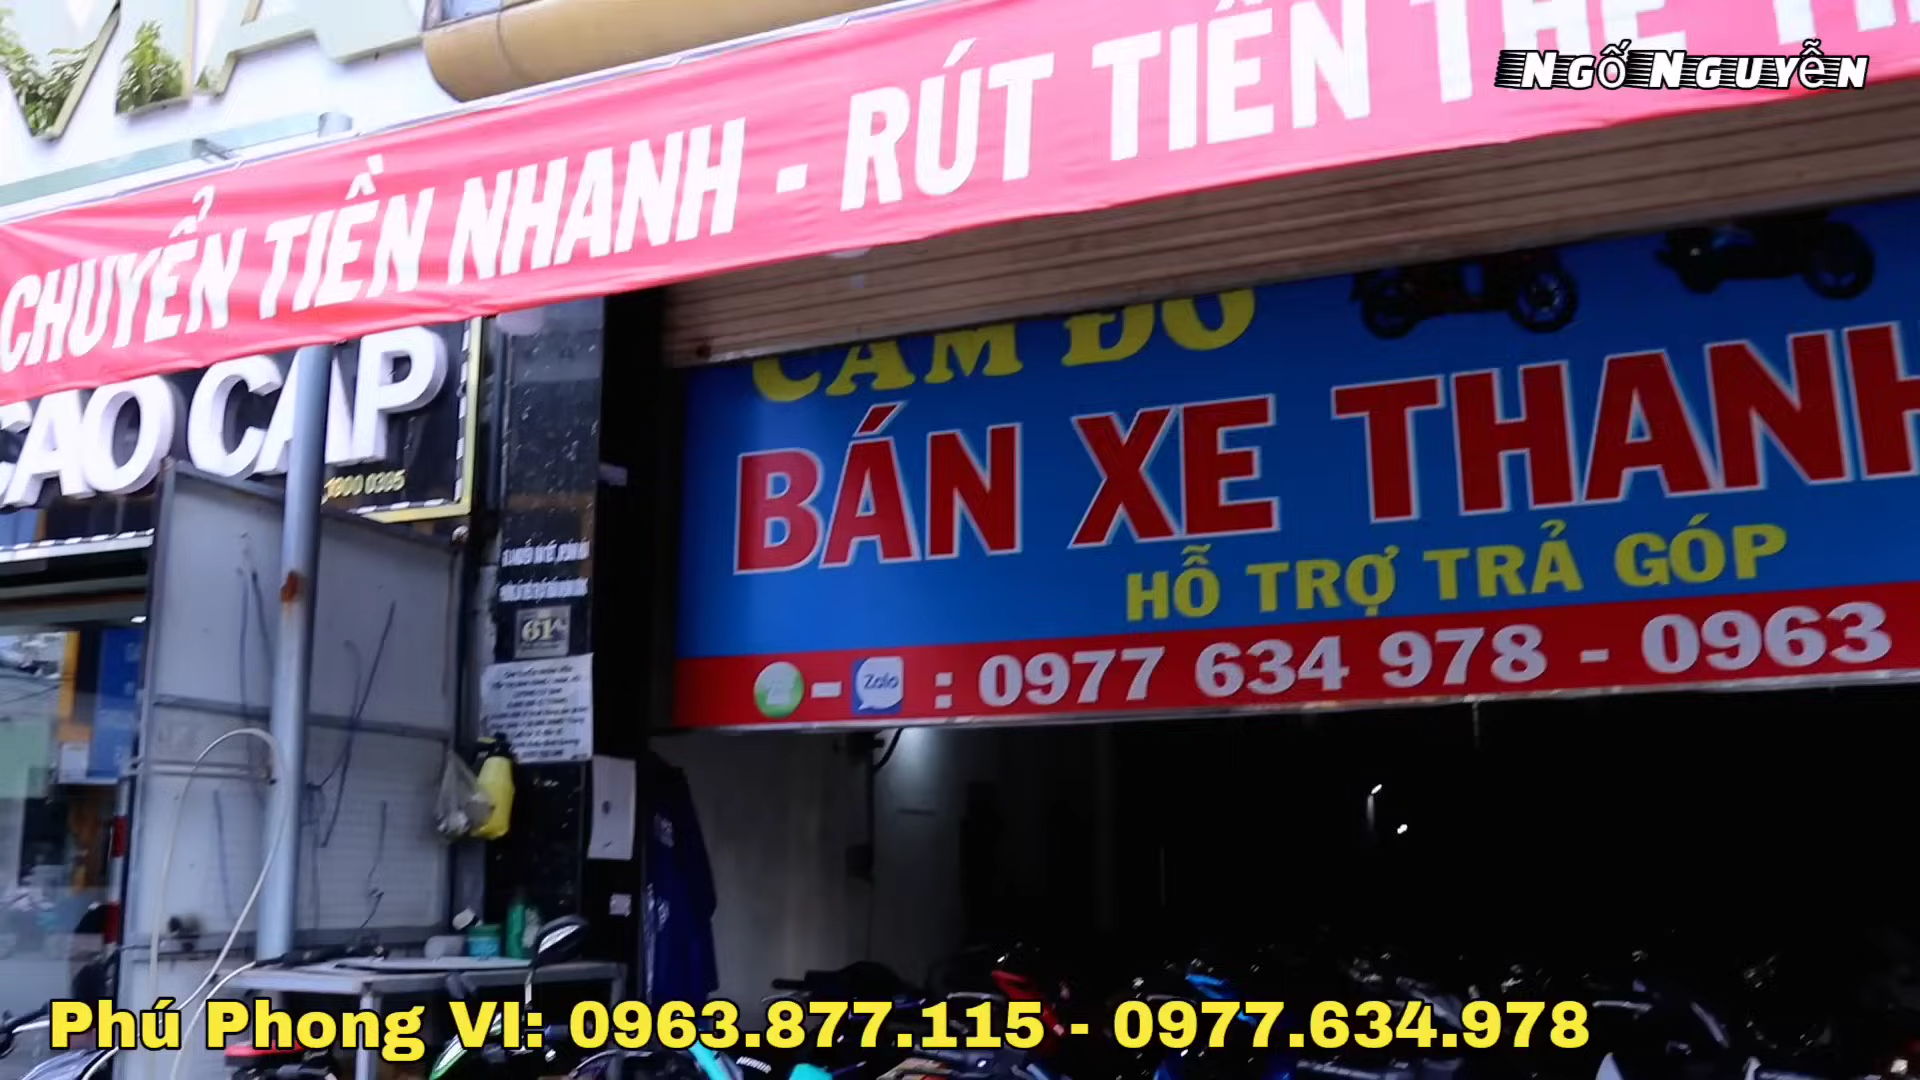 NGỐ NGUYỄN
CHUYỂN TIỀN NHANH - RÚT TIỀN THẺ
CAO CẤP
CẦM ĐỒ
BÁN XE THANH
HỖ TRỢ TRẢ GÓP
Zalo : 0977 634 978 - 0963
61
Phú Phong VI: 0963.877.115 - 0977.634.978